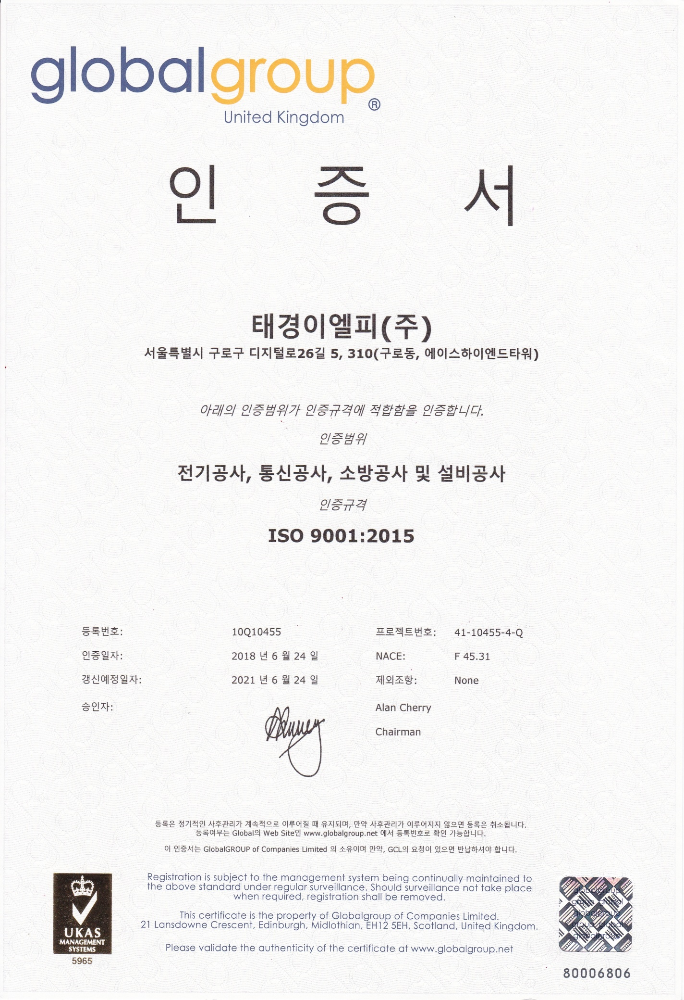 globalgroup®
United Kingdom
인 증 서
태경이엘피(주)
서울특별시 구로구 디지털로26길 5, 310(구로동, 에이스하이엔드타워)
아래의 인증범위가 인증규격에 적합함을 인증합니다.
인증범위
전기공사, 통신공사, 소방공사 및 설비공사
인증규격
ISO 9001:2015
등록번호: 10Q10455 프로젝트번호: 41-10455-4-Q
인증일자: 2018 년 6 월 24 일 NACE: F 45.31
갱신예정일자: 2021 년 6 월 24 일 제외조항: None
승인자: Alan Cherry
Chairman
등록은 정기적인 사후관리가 계속적으로 이루어질 때 유지되며, 만약 사후관리가 이루어지지 않으면 등록은 취소됩니다.
등록여부는 Global의 Web Site인 www.globalgroup.net 에서 등록번호로 확인 가능합니다.
이 인증서는 GlobalGROUP of Companies Limited 의 소유이며 만약, GCL의 요청이 있으면 반납하셔야 합니다.
Registration is subject to the management system being continually maintained to
the above standard under regular surveillance. Should surveillance not take place
when required, registration shall be removed.
This certificate is the property of Globalgroup of Companies Limited.
21 Lansdowne Crescent, Edinburgh, Midlothian, EH12 5EH, Scotland, United Kingdom.
Please validate the authenticity of the certificate at www.globalgroup.net
UKAS
MANAGEMENT
SYSTEMS
5965
globalgroup
group global
globalgroup
group global
globalgroup
80006806